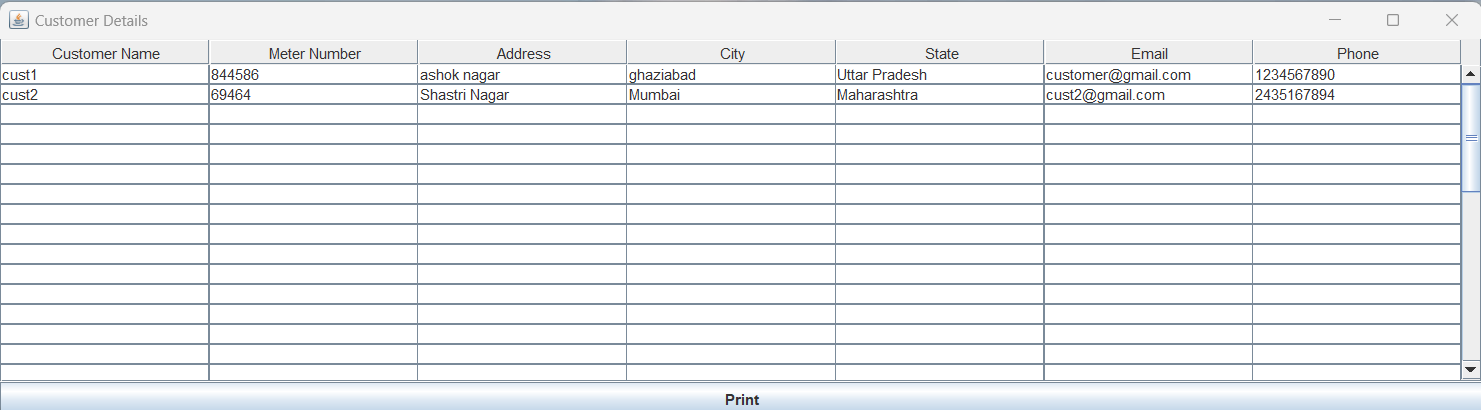 Customer Details
Customer Name Meter Number Address City State Email Phone
cust1 844586 ashok nagar ghaziabad Uttar Pradesh customer@gmail.com 1234567890
cust2 69464 Shastri Nagar Mumbai Maharashtra cust2@gmail.com 2435167894
Print